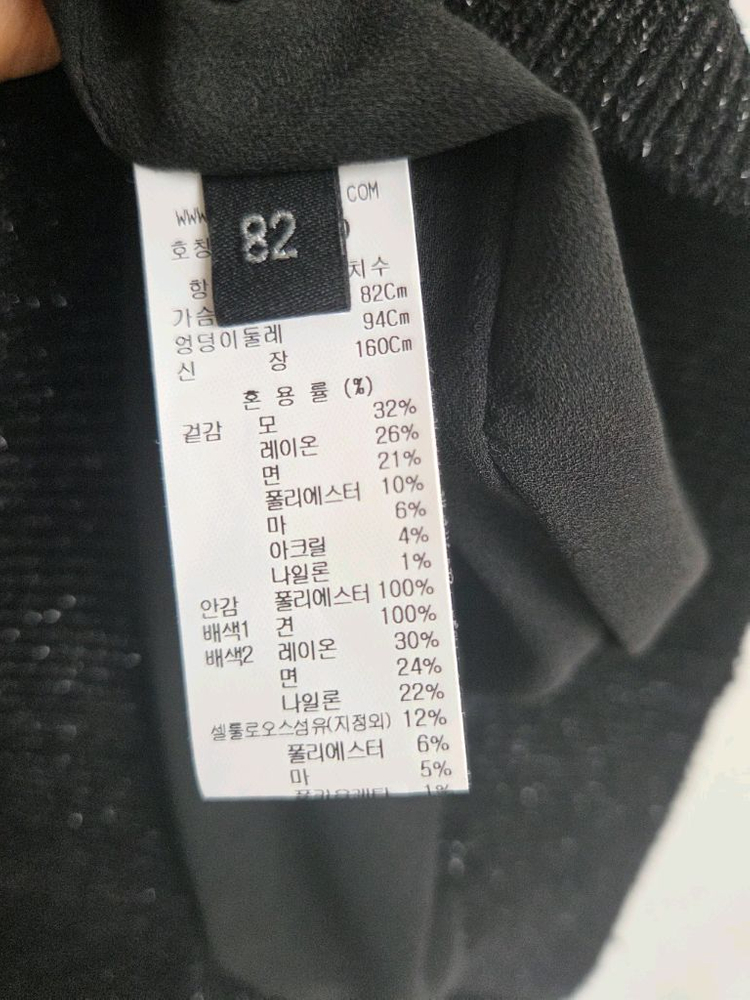 COM
WWW
82
호칭
치수
항 82Cm
가슴 94Cm
엉덩이둘레 160Cm
신 장
혼 용 률 (%)
겉감 모 32%
레이온 26%
면 21%
폴리에스터 10%
마 6%
아크릴 4%
나일론 1%
안감 폴리에스터 100%
배색1 견 100%
배색2 레이온 30%
면 24%
나일론 22%
셀룰로오스섬유(지정외) 12%
폴리에스터 6%
마 5%
1%